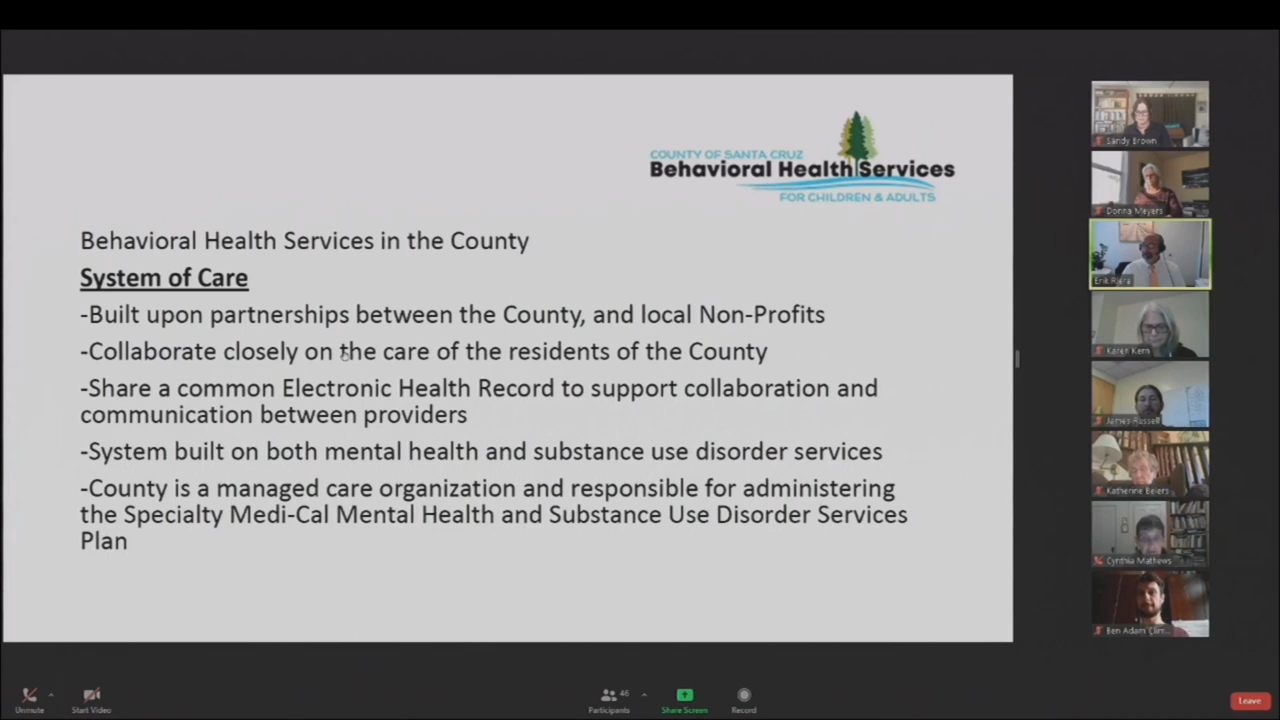 COUNTY OF SANTA CRUZ
Behavioral Health Services
FOR CHILDREN & ADULTS
Behavioral Health Services in the County
System of Care
-Built upon partnerships between the County, and local Non-Profits
-Collaborate closely on the care of the residents of the County
-Share a common Electronic Health Record to support collaboration and
communication between providers
-System built on both mental health and substance use disorder services
-County is a managed care organization and responsible for administering
the Specialty Medi-Cal Mental Health and Substance Use Disorder Services
Plan
Sandy Brown
Donna Meyers
Erik Riera
Karen Kern
James Russell
Katherine Beiers
Cynthia Mathews
Ben Adam Clim...
Unmute
Start Video
46
Participants
Share Screen
Record
Leave